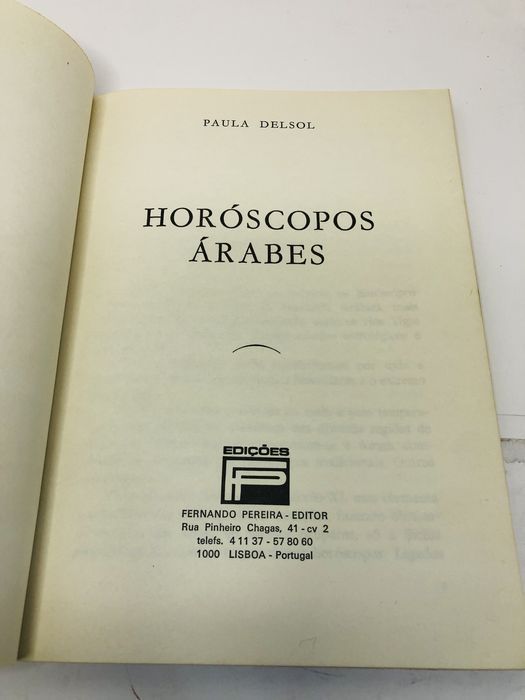 PAULA DELSOL
HORÓSCOPOS
ÁRABES
EDIÇÕES
FP
FERNANDO PEREIRA - EDITOR
Rua Pinheiro Chagas, 41 - cv 2
telefs. 4 11 37 - 57 80 60
1000 LISBOA - Portugal